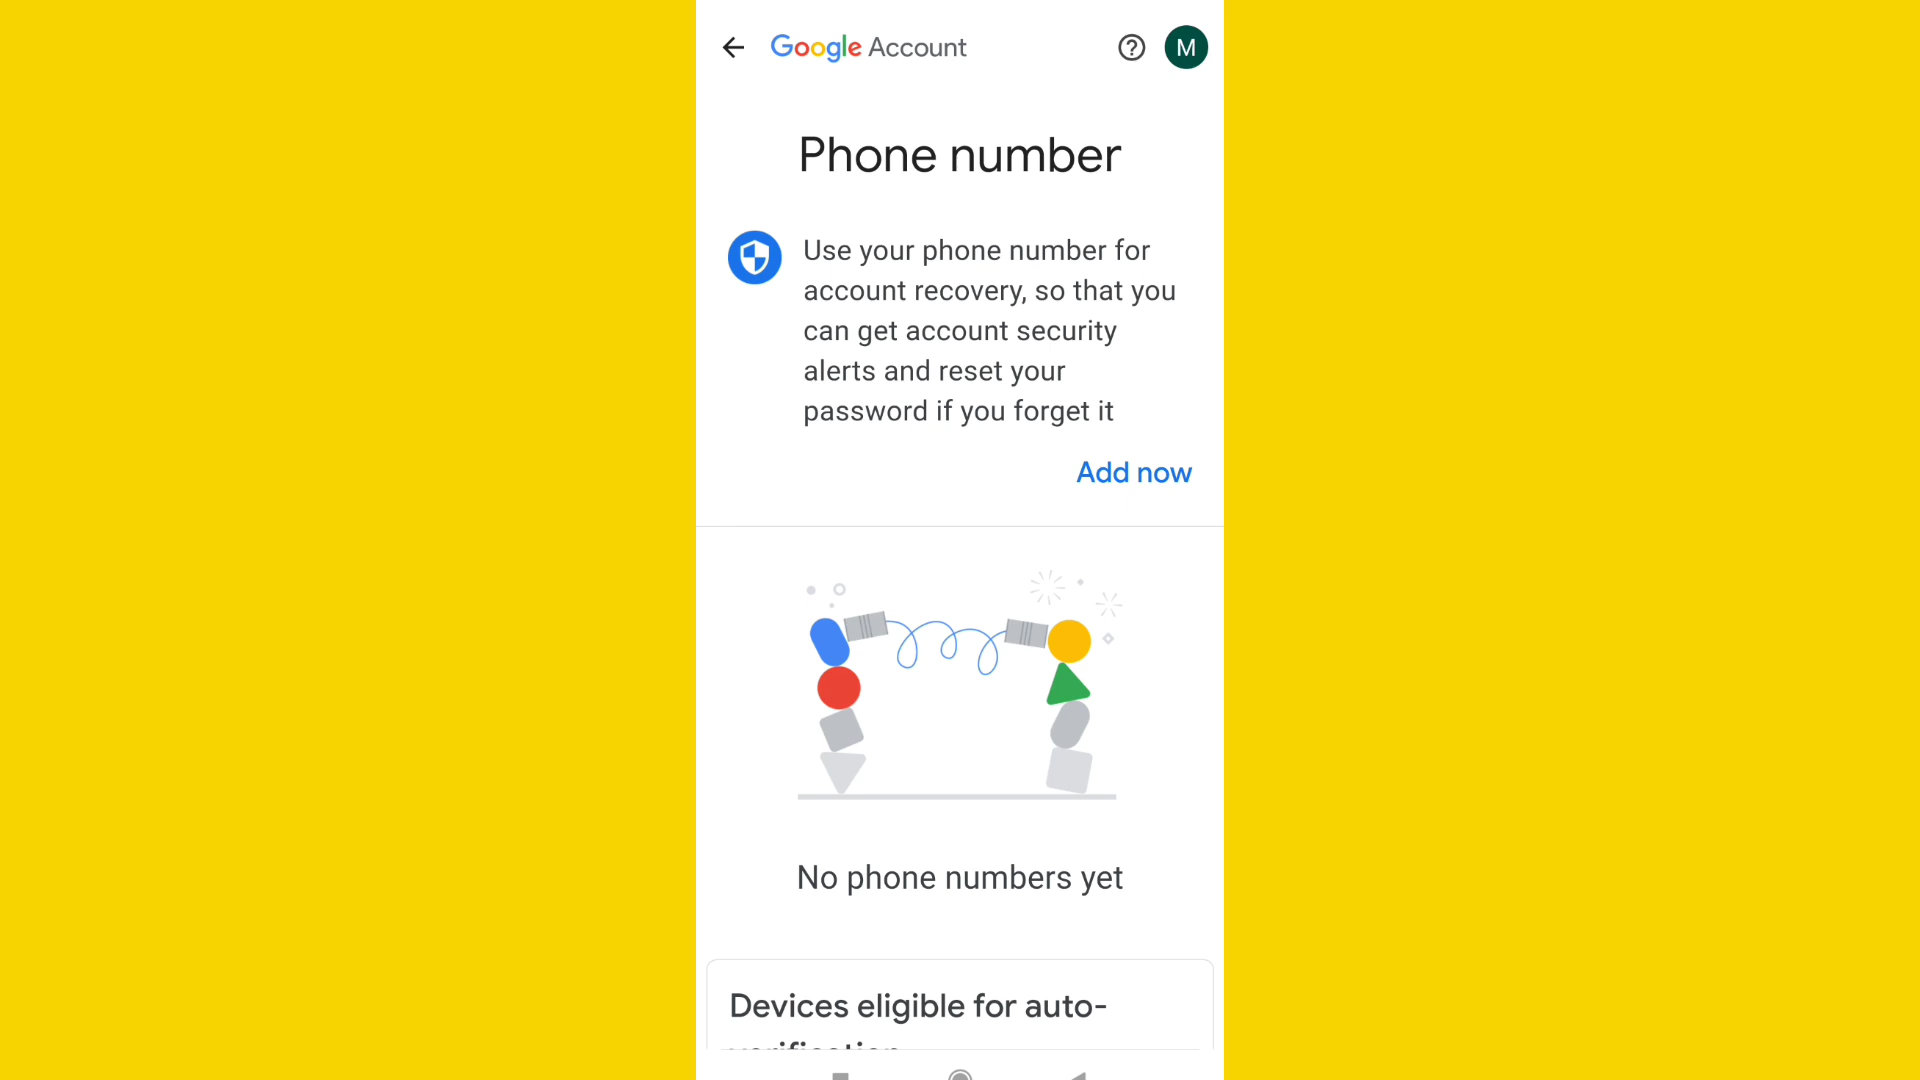 Google Account
M
Phone number
Use your phone number for
account recovery, so that you
can get account security
alerts and reset your
password if you forget it
Add now
No phone numbers yet
Devices eligible for auto-
verification